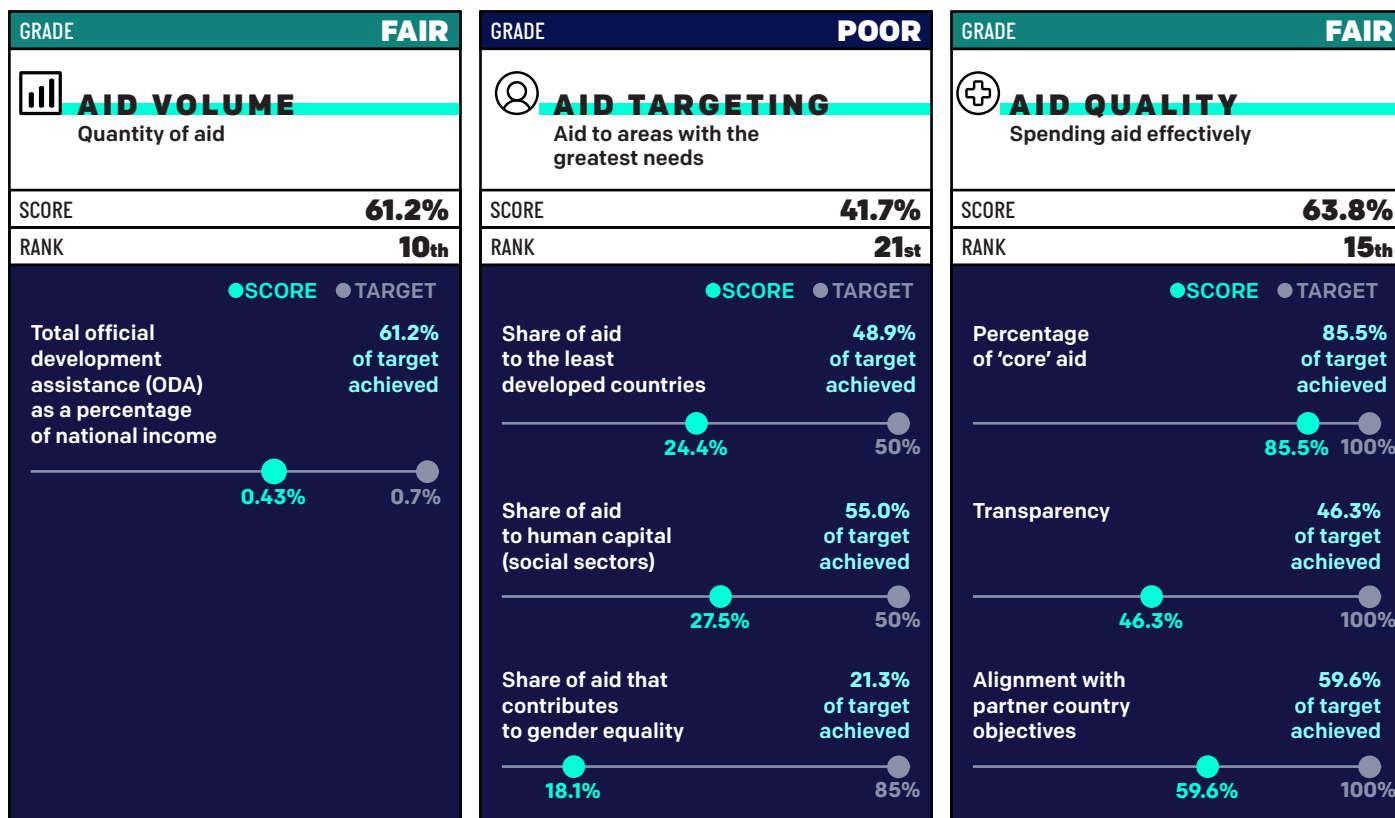 GRADE FAIR
AID VOLUME
Quantity of aid
SCORE 61.2%
RANK 10th
SCORE TARGET
Total official 61.2%
development of target
assistance (ODA) achieved
as a percentage
of national income
0.43% 0.7%
GRADE POOR
AID TARGETING
Aid to areas with the
greatest needs
SCORE 41.7%
RANK 21st
SCORE TARGET
Share of aid 48.9%
to the least of target
developed countries achieved
24.4% 50%
Share of aid 55.0%
to human capital of target
(social sectors) achieved
27.5% 50%
Share of aid that 21.3%
contributes of target
to gender equality achieved
18.1% 85%
GRADE FAIR
AID QUALITY
Spending aid effectively
SCORE 63.8%
RANK 15th
SCORE TARGET
Percentage 85.5%
of ‘core’ aid of target
achieved
85.5% 100%
Transparency 46.3%
of target
achieved
46.3% 100%
Alignment with 59.6%
partner country of target
objectives achieved
59.6% 100%